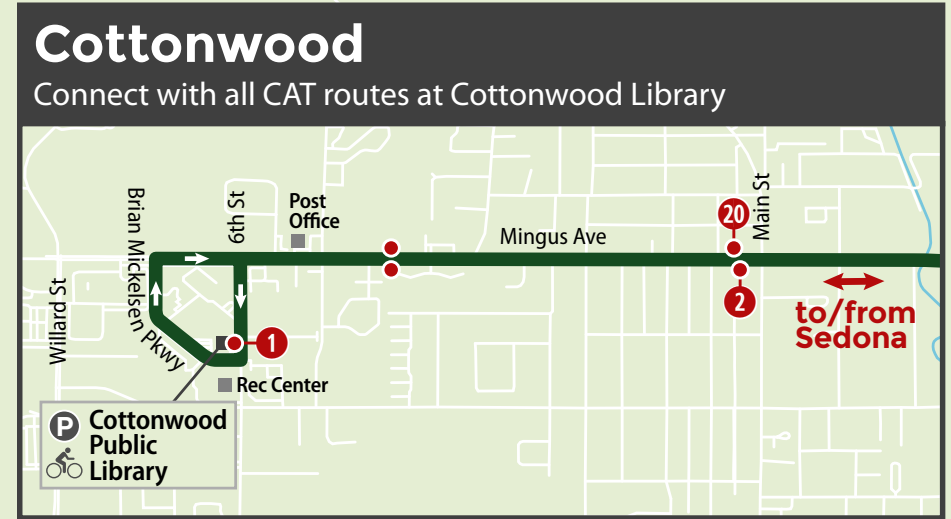 Cottonwood
Connect with all CAT routes at Cottonwood Library
Brian Mickelsen Pkwy
6th St
Post
Office
Mingus Ave
20
Main St
Willard St
1
2
to/from
Sedona
Rec Center
P
Cottonwood
Public
Library